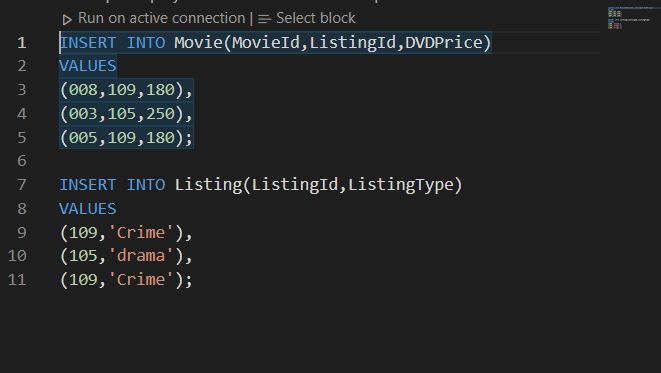 Run on active connection | Select block
1 INSERT INTO Movie(MovieId,ListingId,DVDPrice)
2 VALUES
3 (008,109,180),
4 (003,105,250),
5 (005,109,180);
6
7 INSERT INTO Listing(ListingId,ListingType)
8 VALUES
9 (109,'Crime'),
10 (105,'drama'),
11 (109,'Crime');